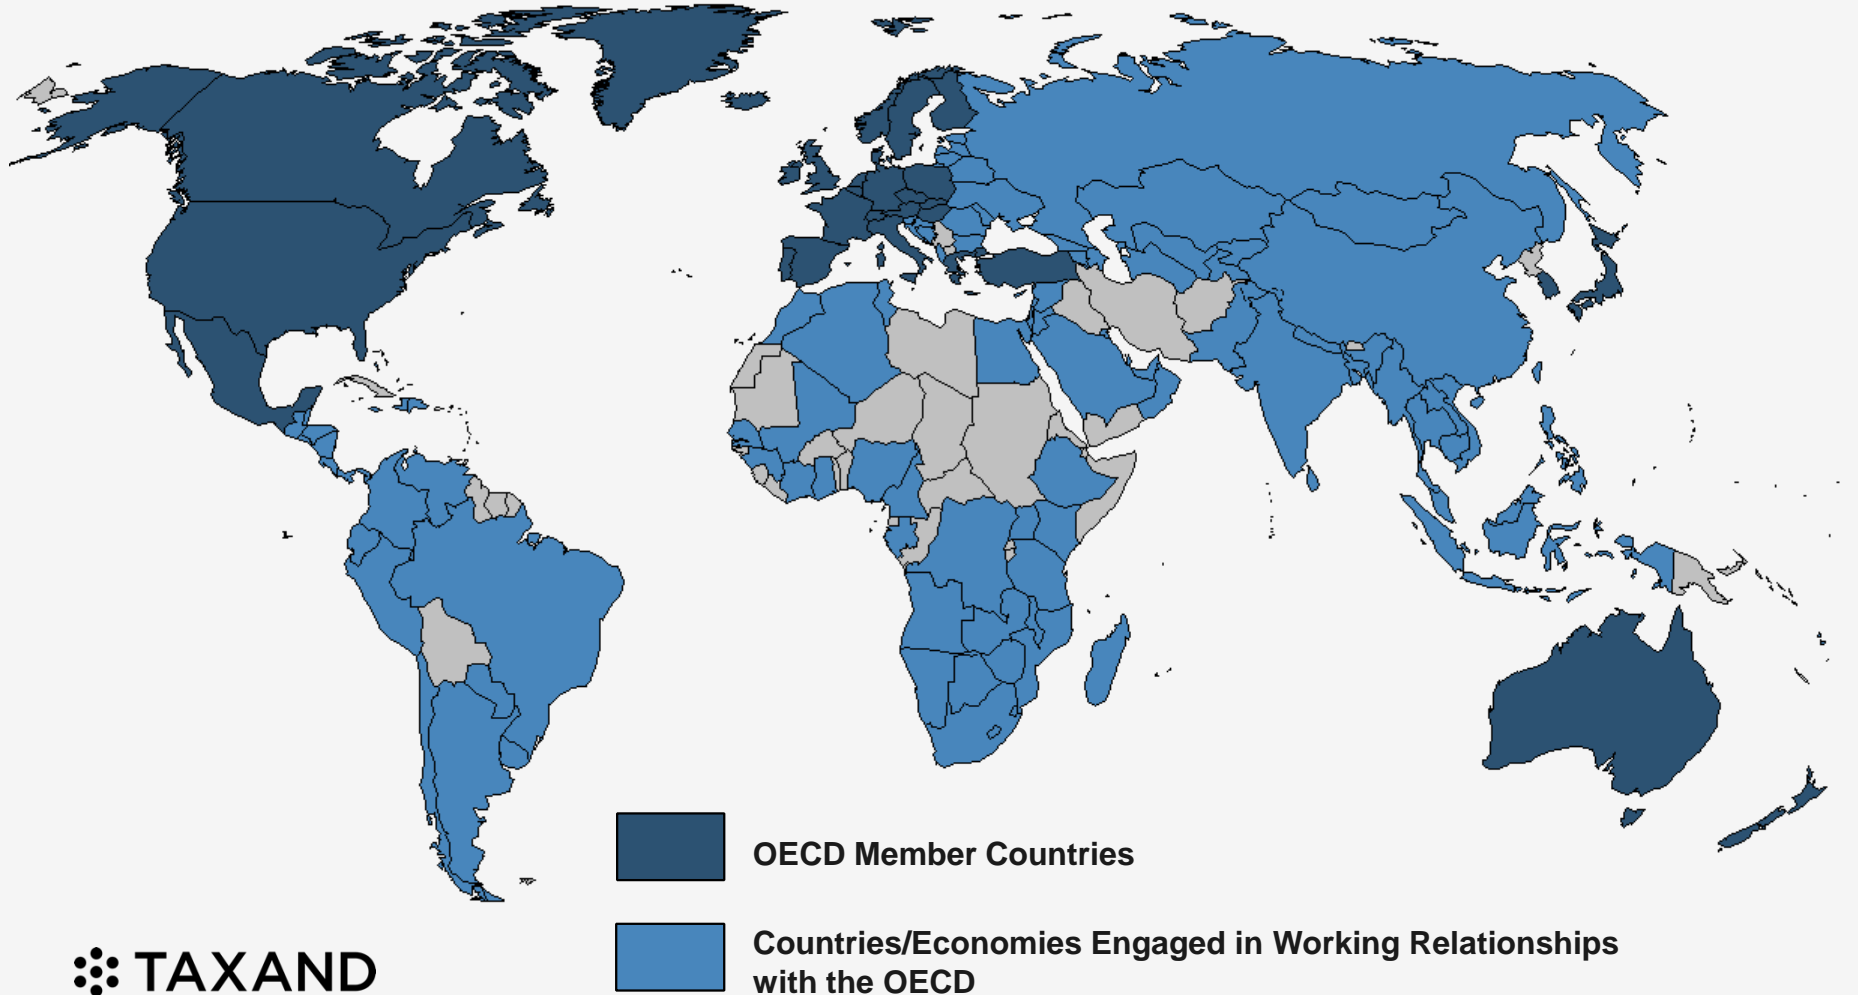 OECD Member Countries
Countries/Economies Engaged in Working Relationships
with the OECD
TAXAND